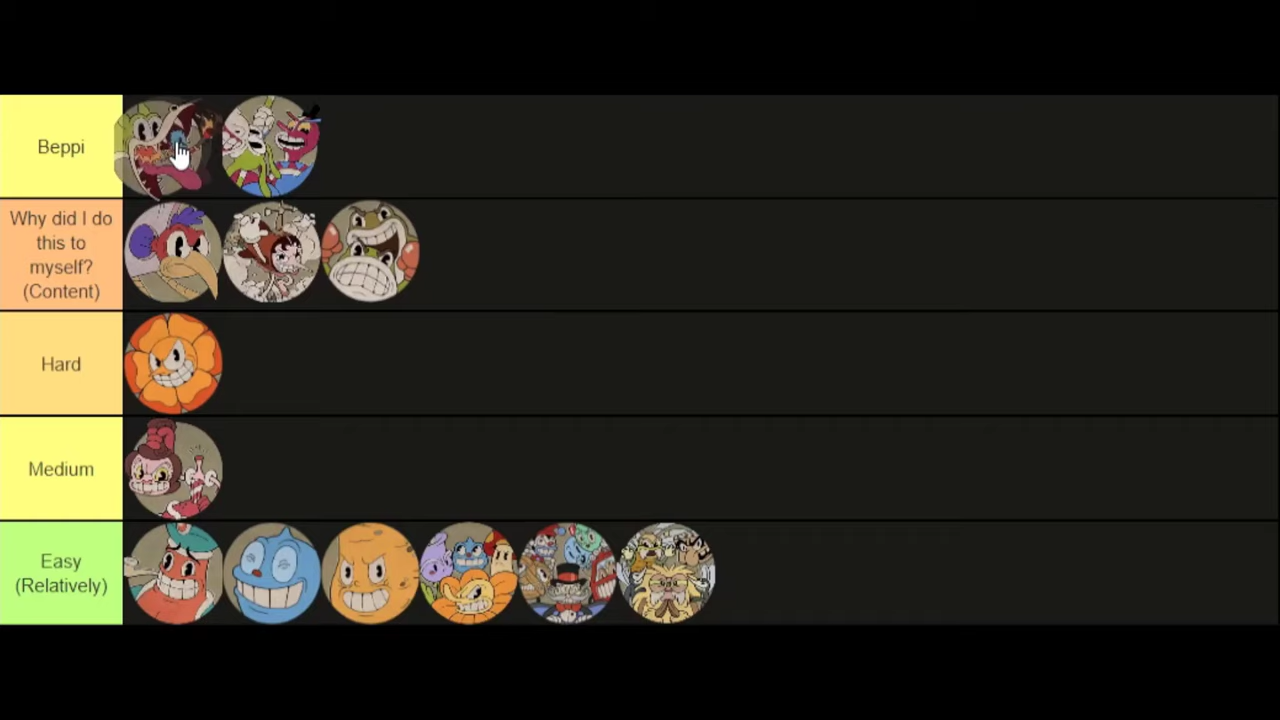 Beppi
Why did I do
this to
myself?
(Content)
Hard
Medium
Easy
(Relatively)